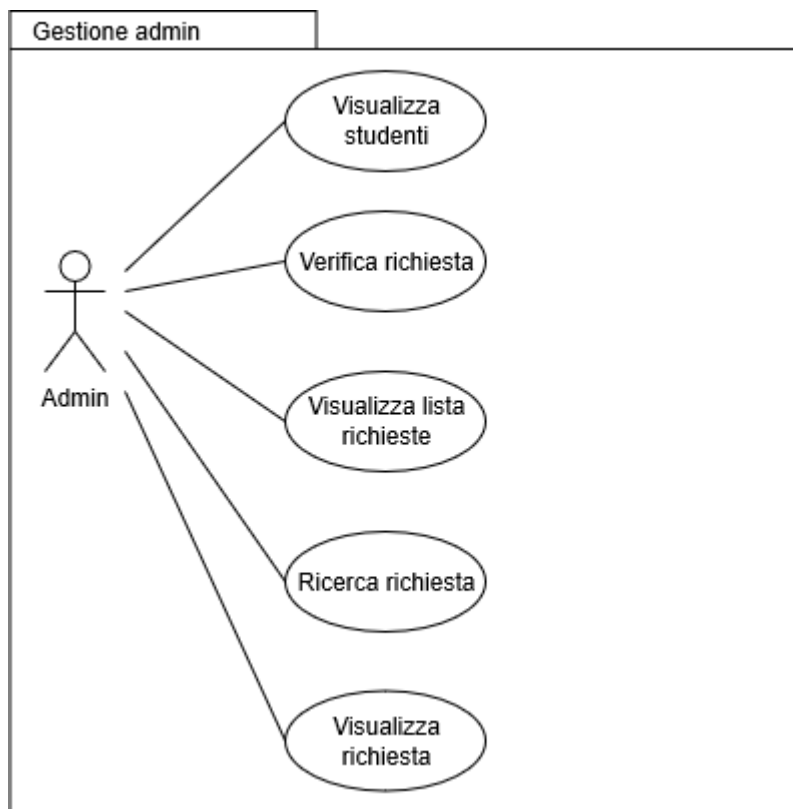 Gestione admin
Visualizza
studenti
Verifica richiesta
Admin
Visualizza lista
richieste
Ricerca richiesta
Visualizza
richiesta